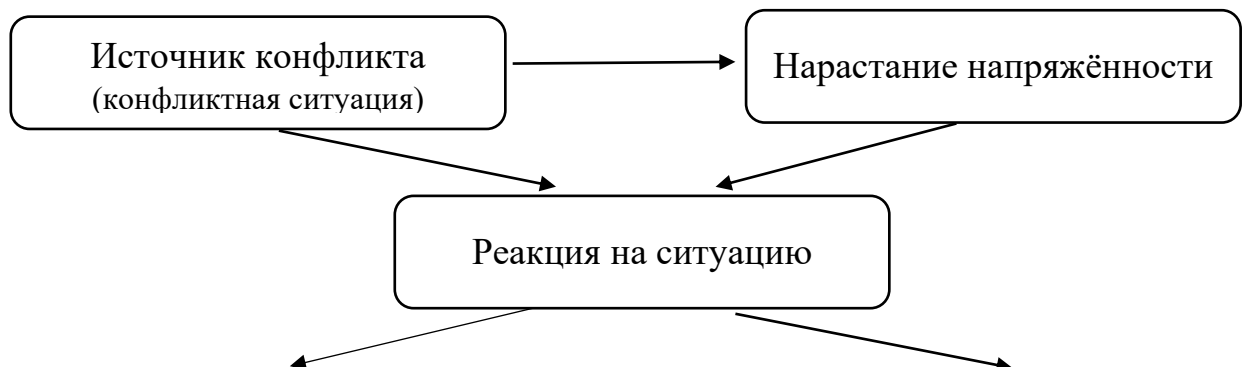 Источник конфликта
(конфликтная ситуация)
Нарастание напряжённости
Реакция на ситуацию